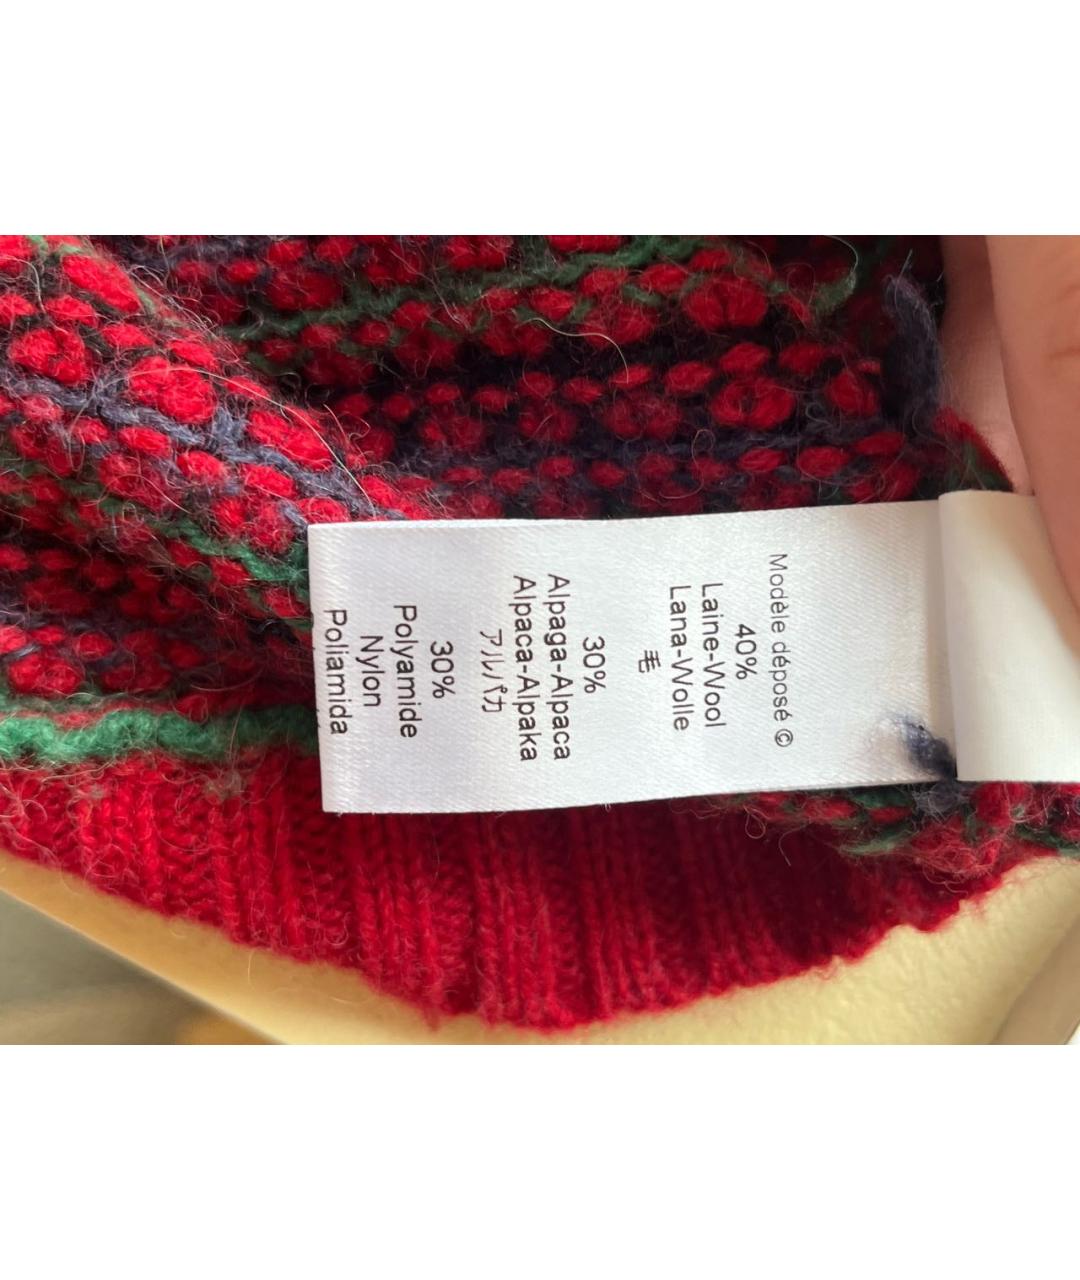 Modèle déposé ©
40%
Laine-Wool
Lana-Wolle
毛
30%
Alpaga-Alpaca
Alpaca-Alpaka
アルパカ
30%
Polyamide
Nylon
Poliamida